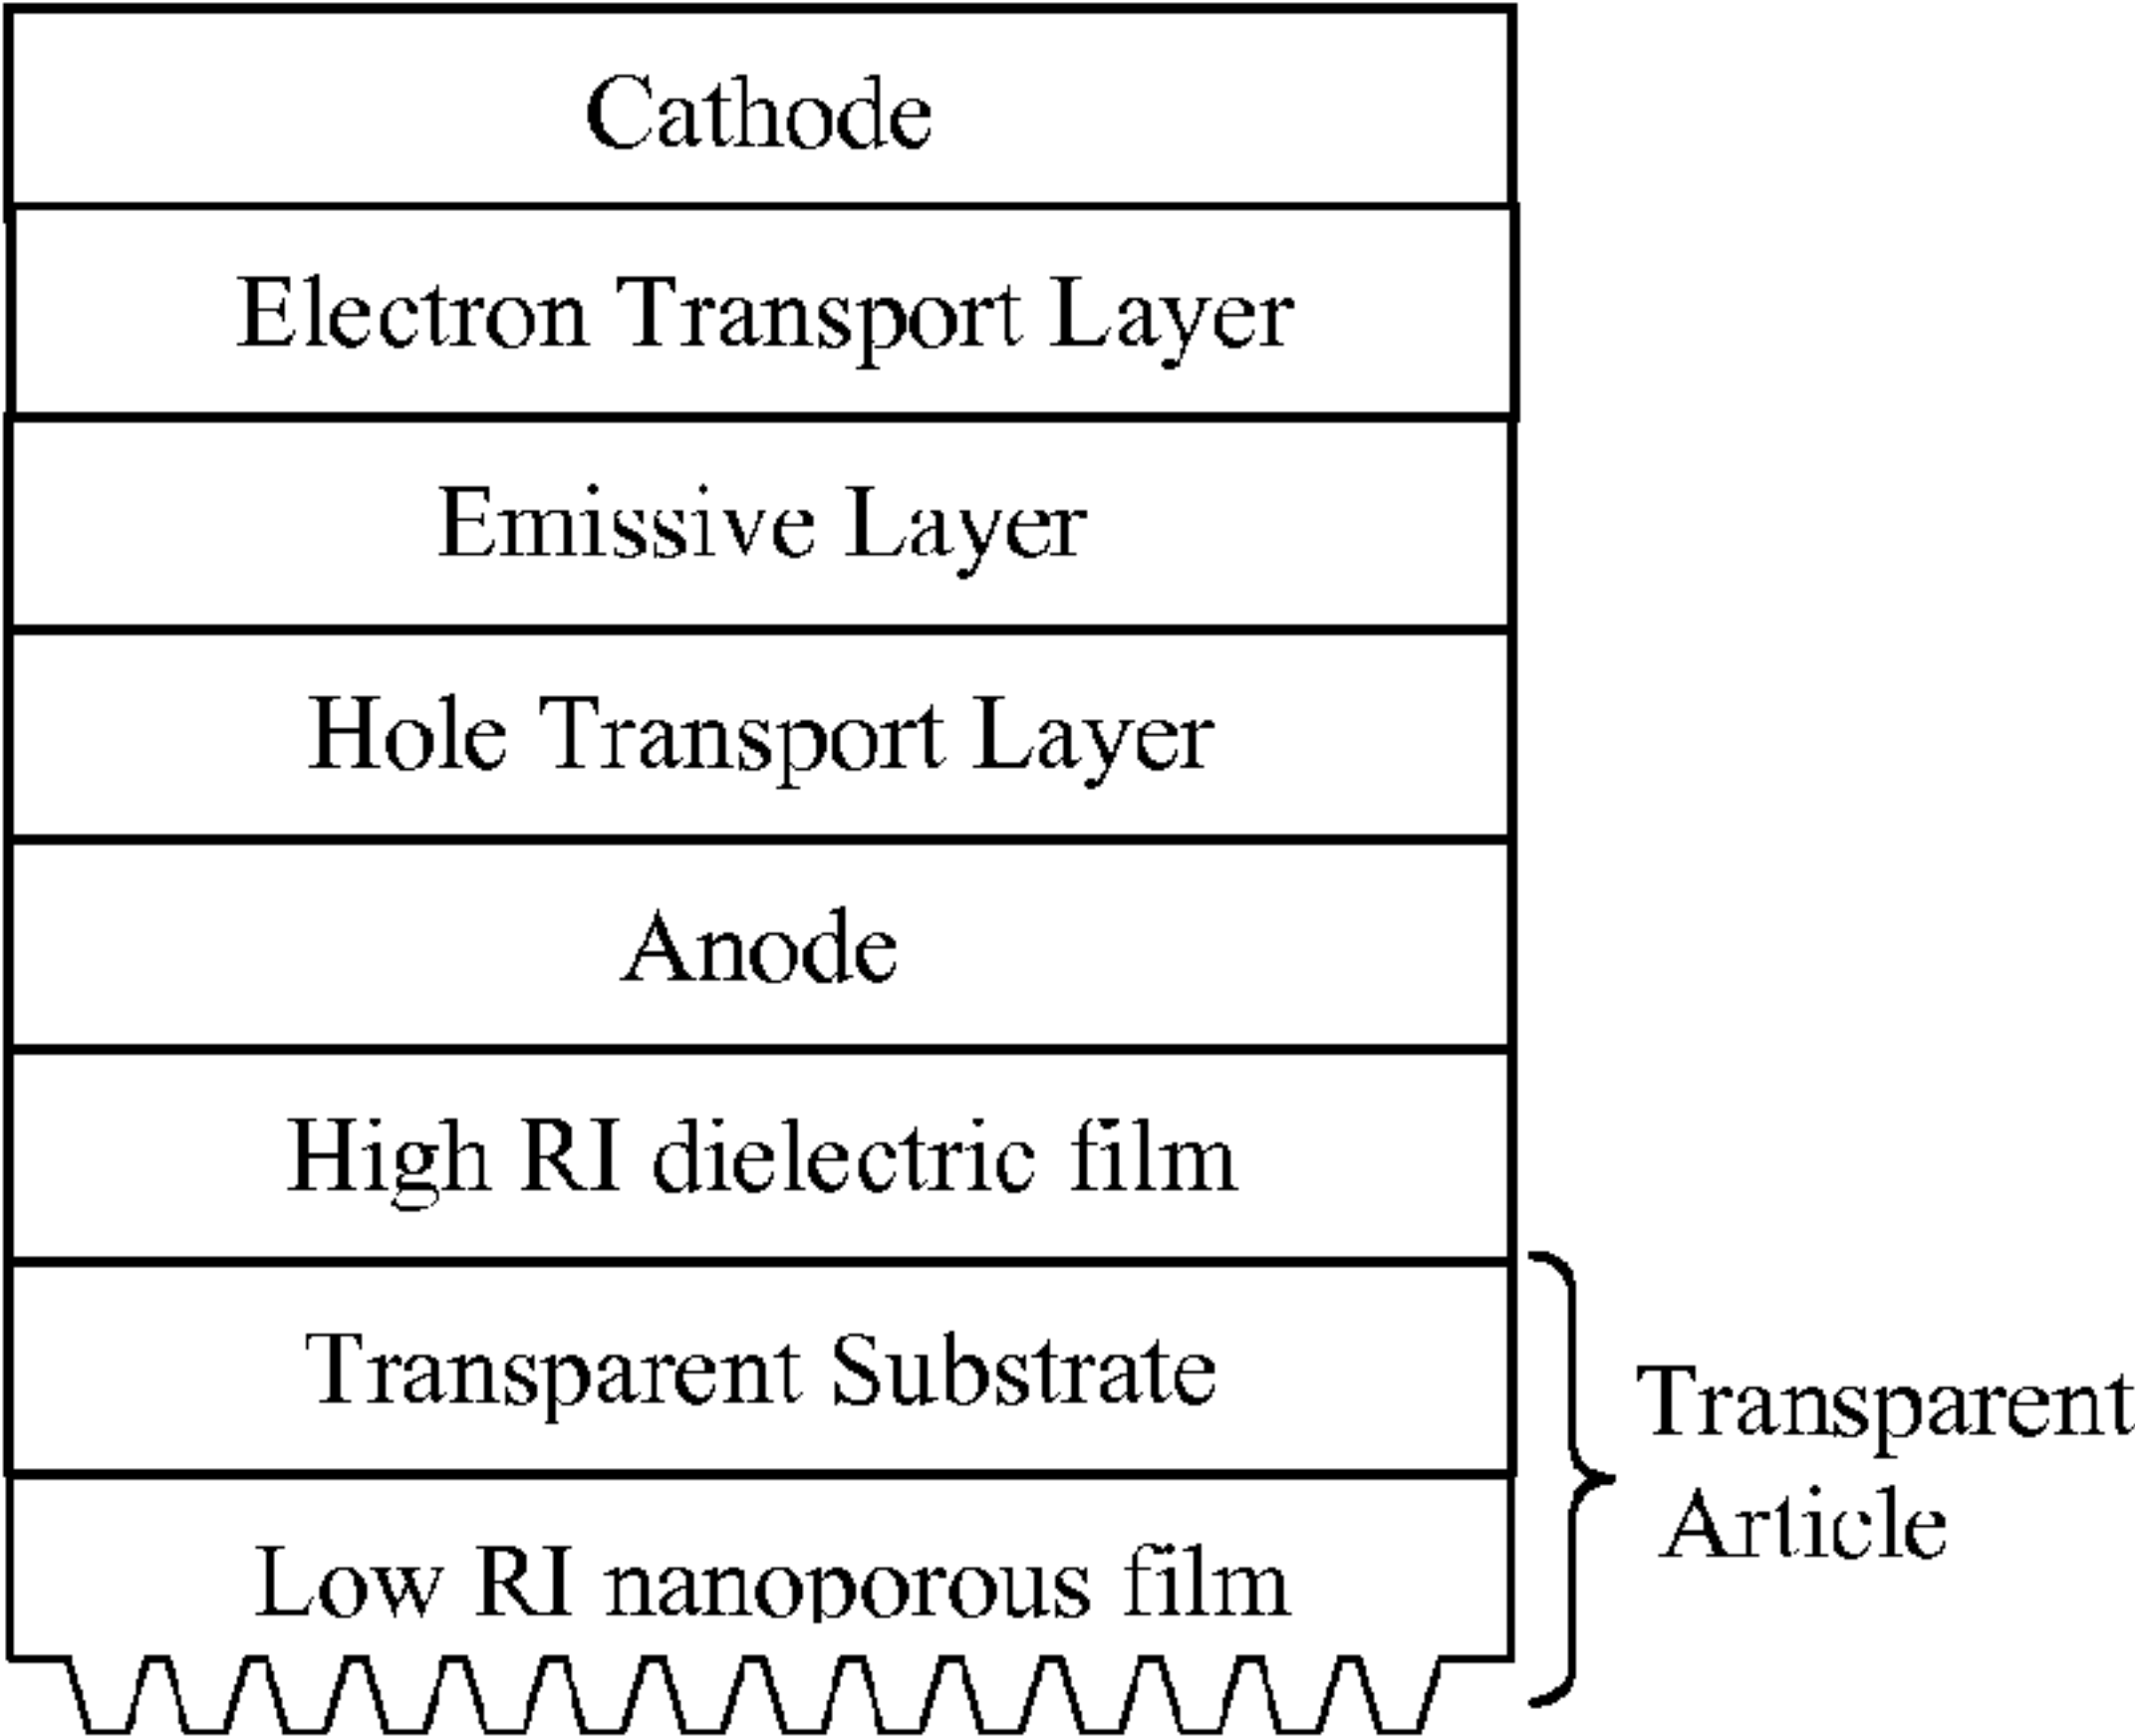 Cathode
Electron Transport Layer
Emissive Layer
Hole Transport Layer
Anode
High RI dielectric film
Transparent Substrate
Low RI nanoporous film
Transparent
Article